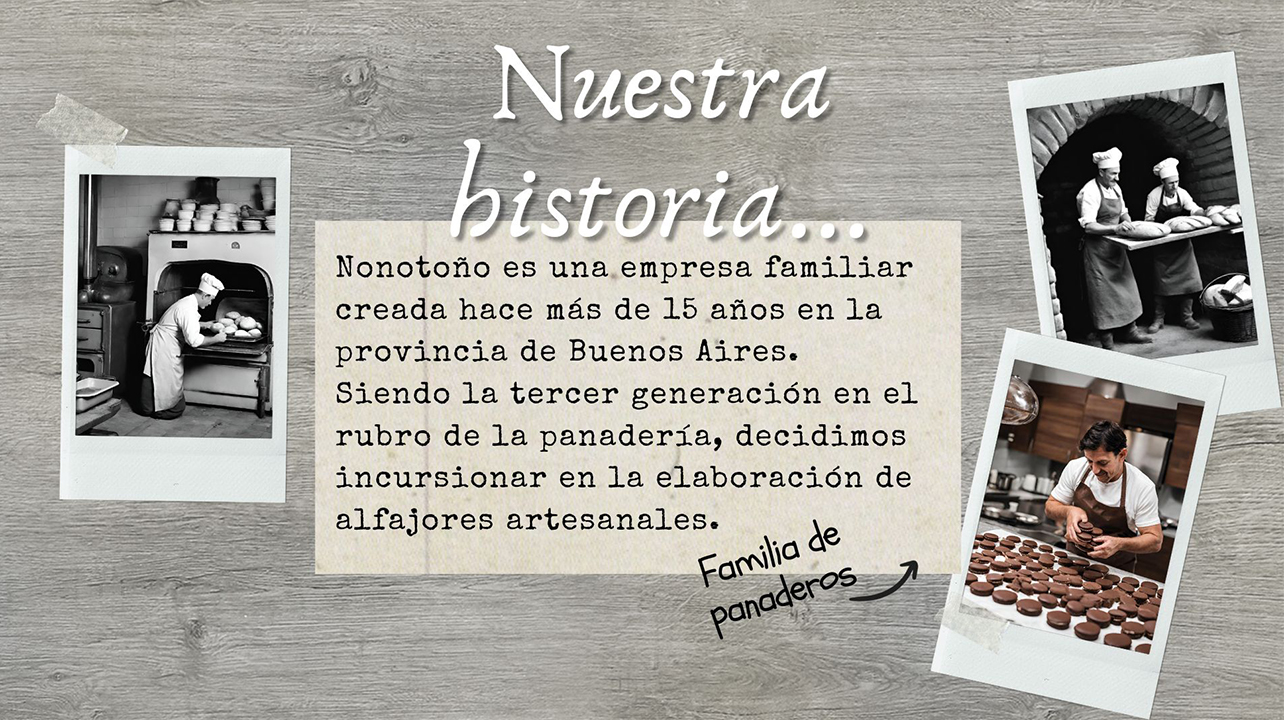 Nuestra
historia...
Nonotoño es una empresa familiar
creada hace más de 15 años en la
provincia de Buenos Aires.
Siendo la tercer generación en el
rubro de la panadería, decidimos
incursionar en la elaboración de
alfajores artesanales.
Familia de
panaderos